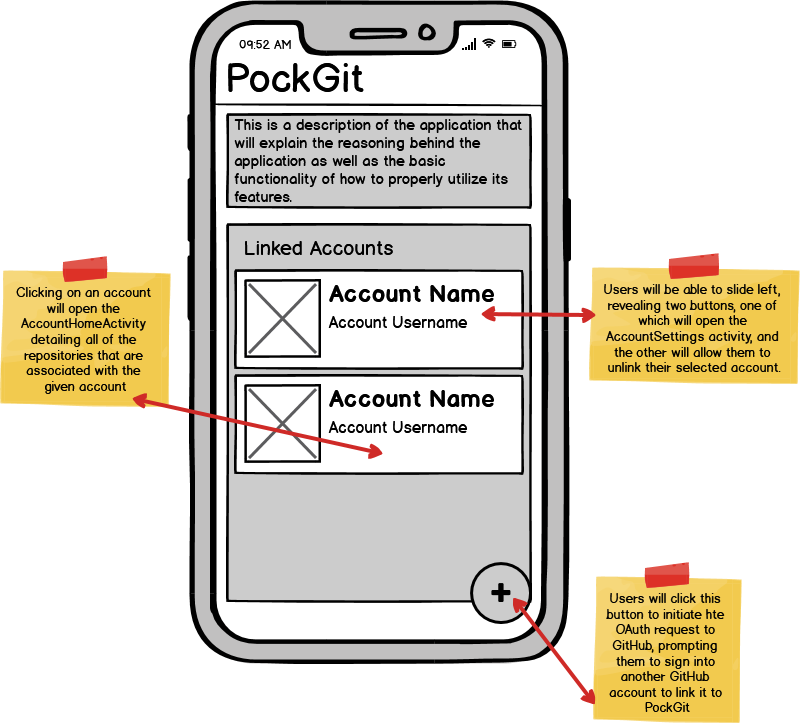 09:52 AM
PockGit
This is a description of the application that
will explain the reasoning behind the
application as well as the basic
functionality of how to properly utilize its
features.
Linked Accounts
Account Name
Account Username
Account Name
Account Username
Clicking on an account
will open the
AccountHomeActivity
detailing all of the
repositories that are
associated with the
given account
Users will be able to slide left,
revealing two buttons, one of
which will open the
AccountSettings activity, and
the other will allow them to
unlink their selected account.
+
Users will click this
button to initiate hte
OAuth request to
GitHub, prompting
them to sign into
another GitHub
account to link it to
PockGit